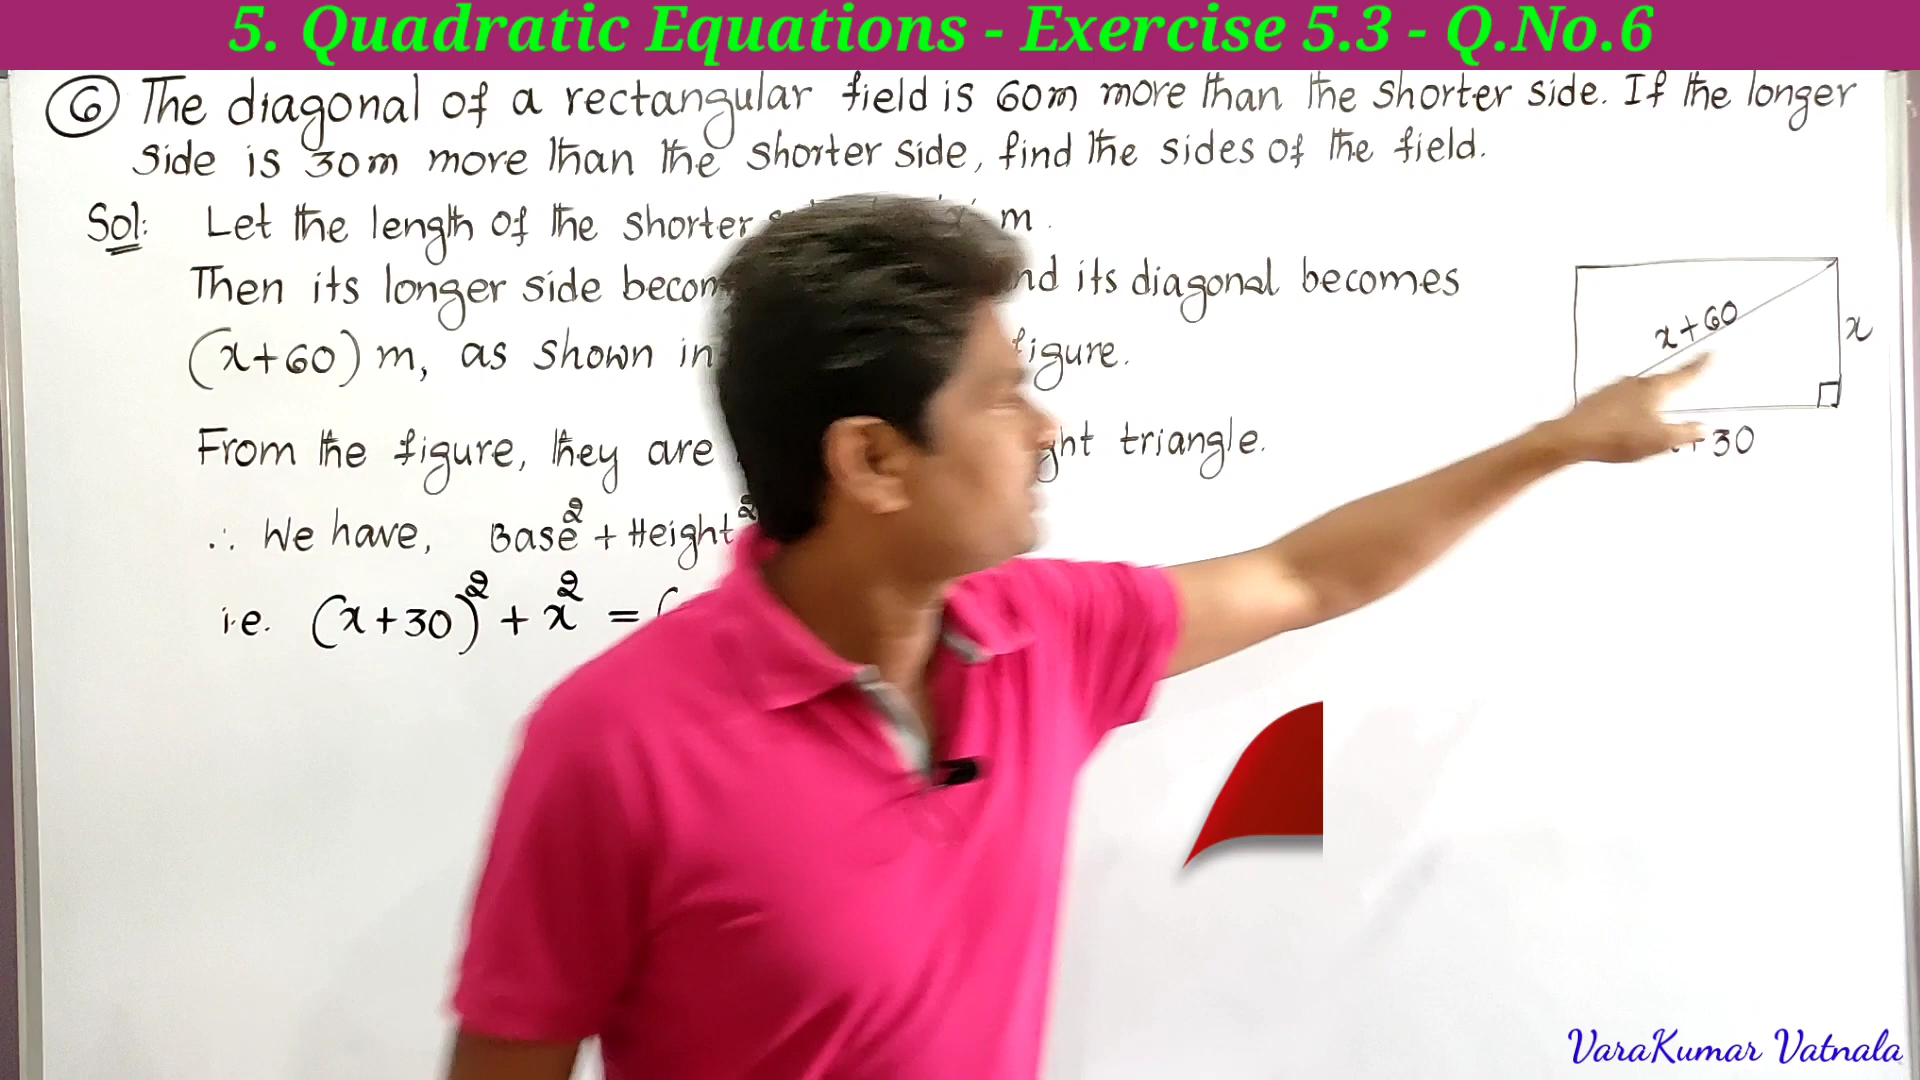 5. Quadratic Equations - Exercise 5.3 - Q.No.6
6 The diagonal of a rectangular field is 60m more than the shorter side. If the longer
side is 30m more than the shorter side, find the sides of the field.
Sol: Let the length of the shorter m.
Then its longer side its diagonal becomes
(x+60) m, as shown in figure.
From the figure, they are triangle.
∴ We have, Base² + Height²
i.e. (x+30)² + x² = (
x+60
x
+30
VaraKumar Vatnala